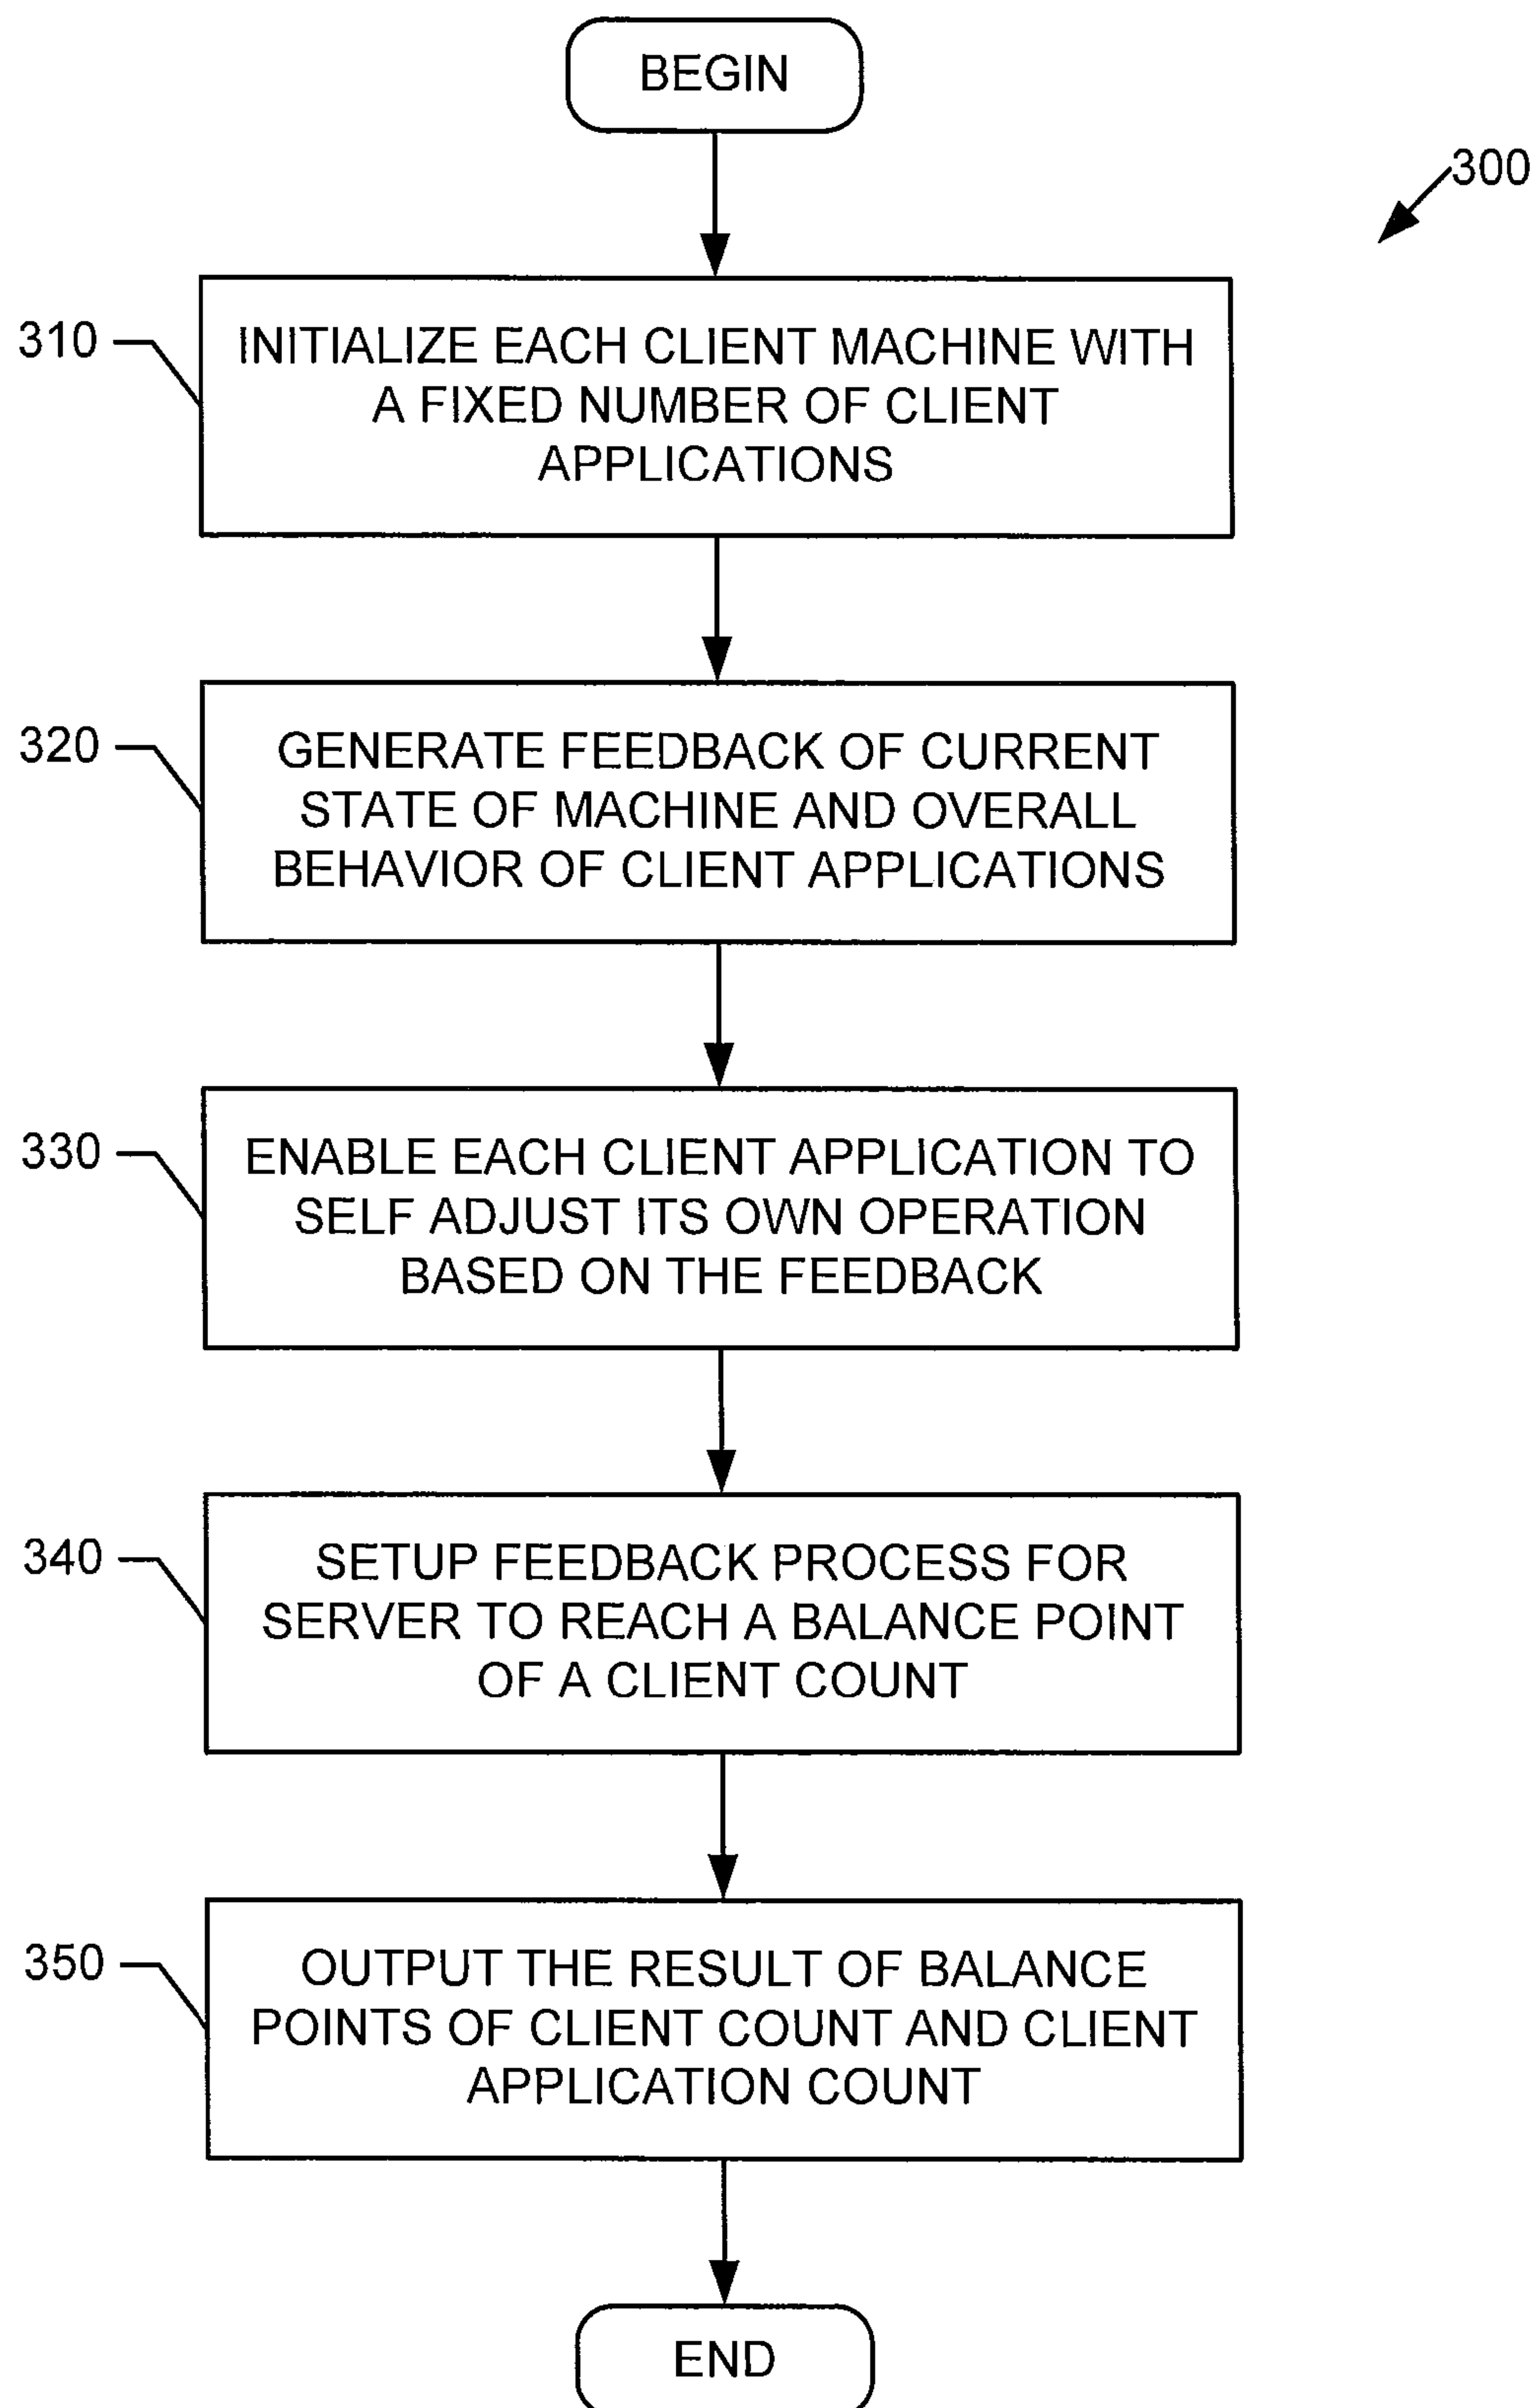 BEGIN
300
310
INITIALIZE EACH CLIENT MACHINE WITH
A FIXED NUMBER OF CLIENT
APPLICATIONS
320
GENERATE FEEDBACK OF CURRENT
STATE OF MACHINE AND OVERALL
BEHAVIOR OF CLIENT APPLICATIONS
330
ENABLE EACH CLIENT APPLICATION TO
SELF ADJUST ITS OWN OPERATION
BASED ON THE FEEDBACK
340
SETUP FEEDBACK PROCESS FOR
SERVER TO REACH A BALANCE POINT
OF A CLIENT COUNT
350
OUTPUT THE RESULT OF BALANCE
POINTS OF CLIENT COUNT AND CLIENT
APPLICATION COUNT
END